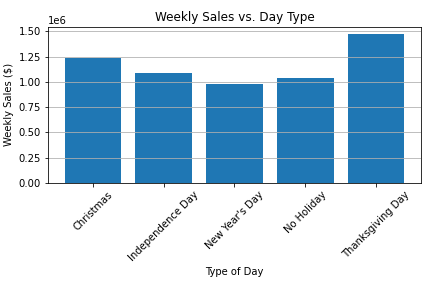 Weekly Sales vs. Day Type
1e6
1.50
1.25
1.00
0.75
0.50
0.25
0.00
Weekly Sales ($)
Christmas
Independence Day
New Year's Day
No Holiday
Thanksgiving Day
Type of Day